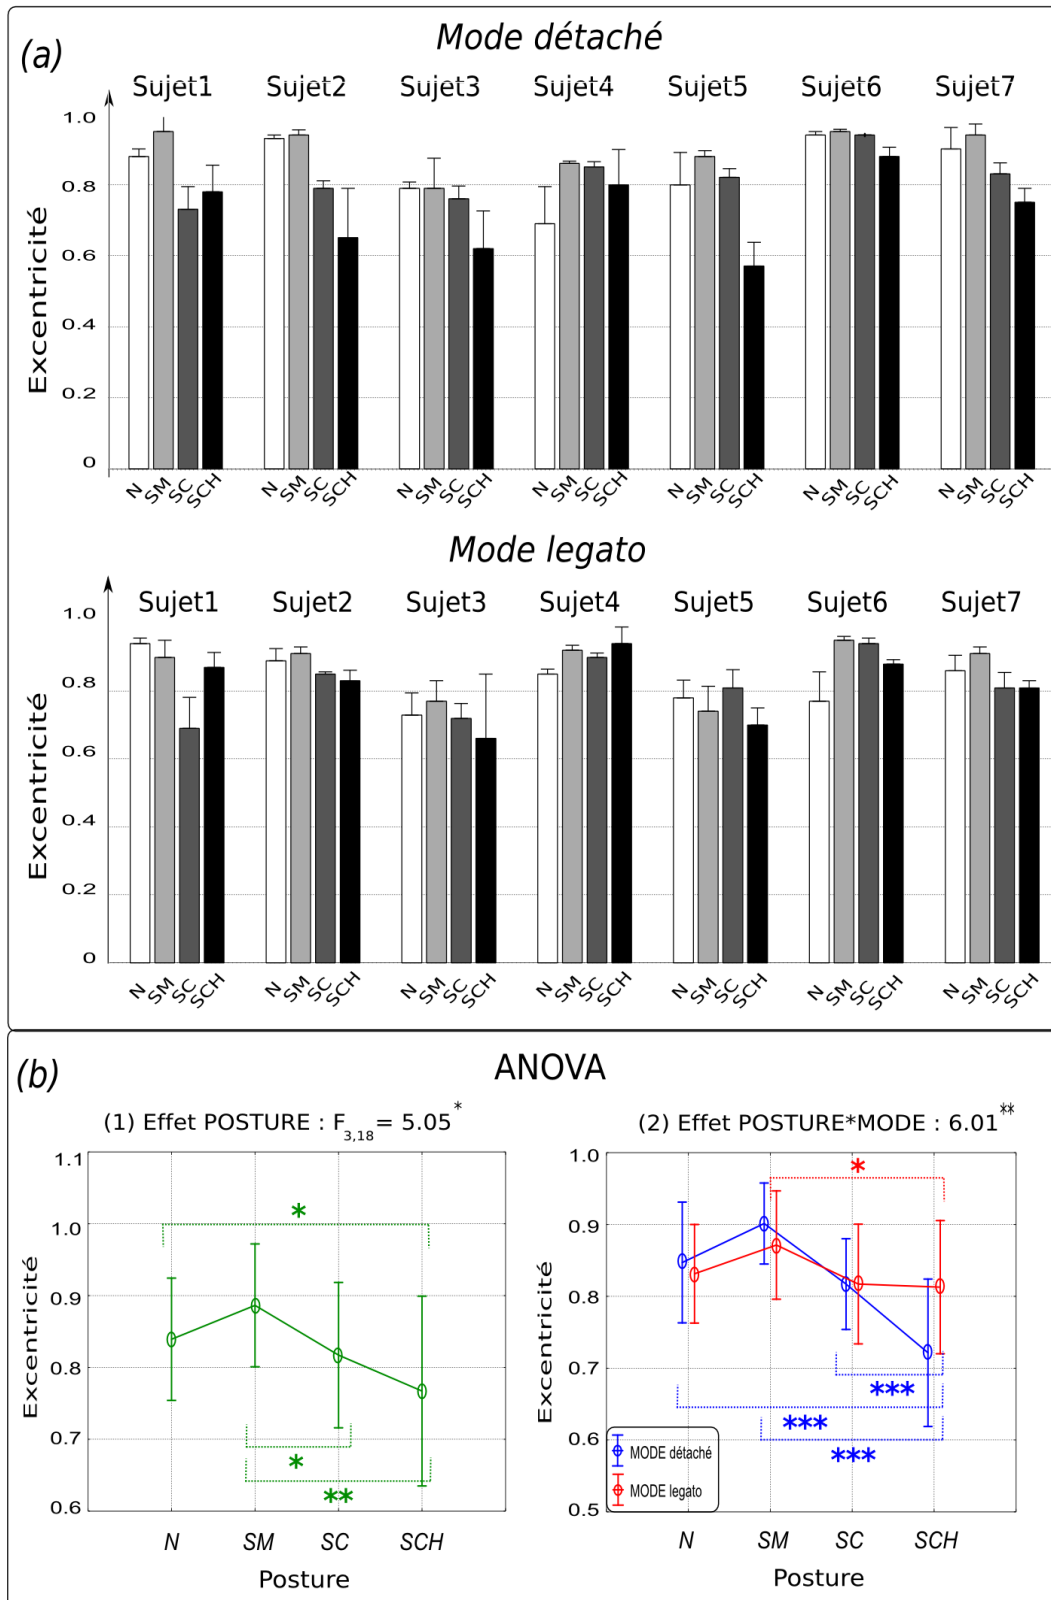 (a)
Mode détaché
Sujet1 Sujet2 Sujet3 Sujet4 Sujet5 Sujet6 Sujet7
Excentricité
1.0
0.8
0.6
0.4
0.2
0
N SM SC SCH N SM SC SCH N SM SC SCH N SM SC SCH N SM SC SCH N SM SC SCH N SM SC SCH
Mode legato
Sujet1 Sujet2 Sujet3 Sujet4 Sujet5 Sujet6 Sujet7
Excentricité
1.0
0.8
0.6
0.4
0.2
0
N SM SC SCH N SM SC SCH N SM SC SCH N SM SC SCH N SM SC SCH N SM SC SCH N SM SC SCH
(b)
ANOVA
(1) Effet POSTURE : F3,18= 5.05*
Excentricité
1.1
1.0
0.9
0.8
0.7
0.6
*
*
**
N SM SC SCH
Posture
(2) Effet POSTURE*MODE : 6.01**
Excentricité
1.0
0.9
0.8
0.7
0.6
0.5
*
***
***
***
MODE détaché
MODE legato
N SM SC SCH
Posture